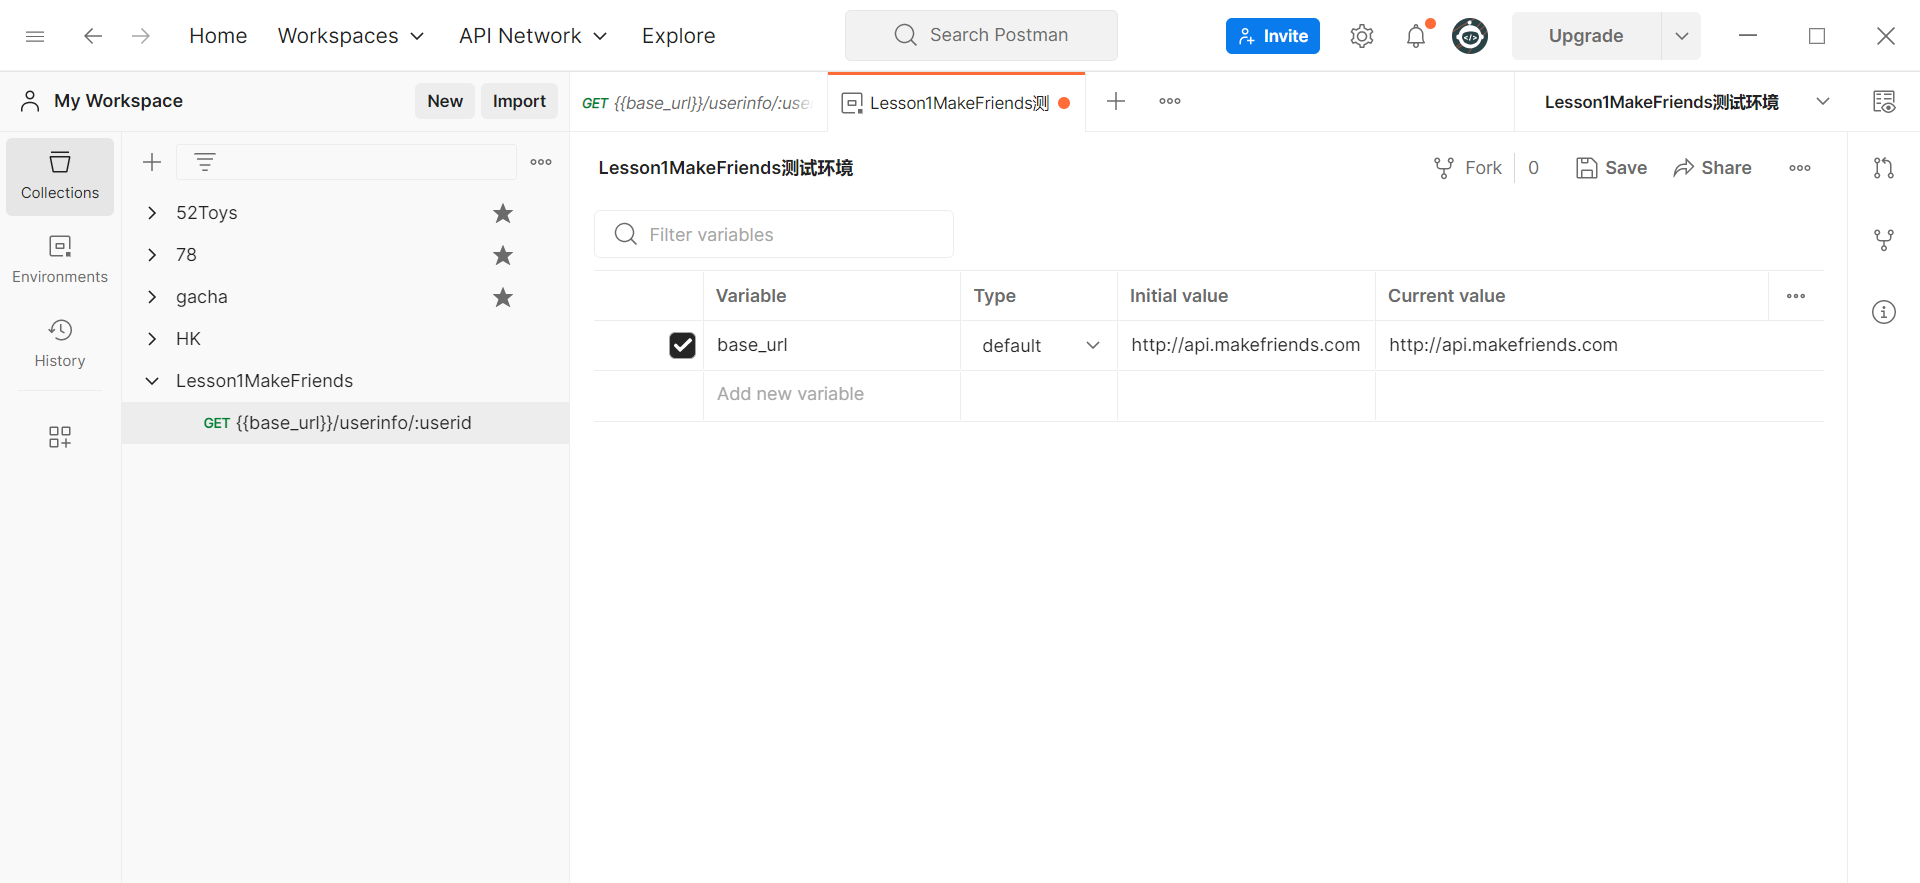 Home Workspaces API Network Explore Search Postman Invite Upgrade
My Workspace New Import GET {{base_url}}/userinfo/:use Lesson1MakeFriends测 Lesson1MakeFriends测试环境
Collections
Environments
History
52Toys
78
gacha
HK
Lesson1MakeFriends
GET {{base_url}}/userinfo/:userid
Lesson1MakeFriends测试环境 Fork 0 Save Share
Filter variables
Variable Type Initial value Current value
base_url default http://api.makefriends.com http://api.makefriends.com
Add new variable